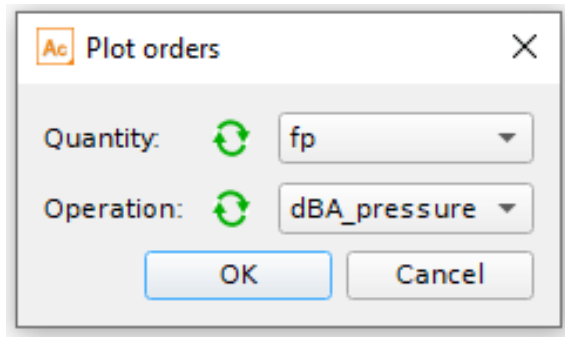 Ac Plot orders
Quantity: fp
Operation: dBA_pressure
OK Cancel